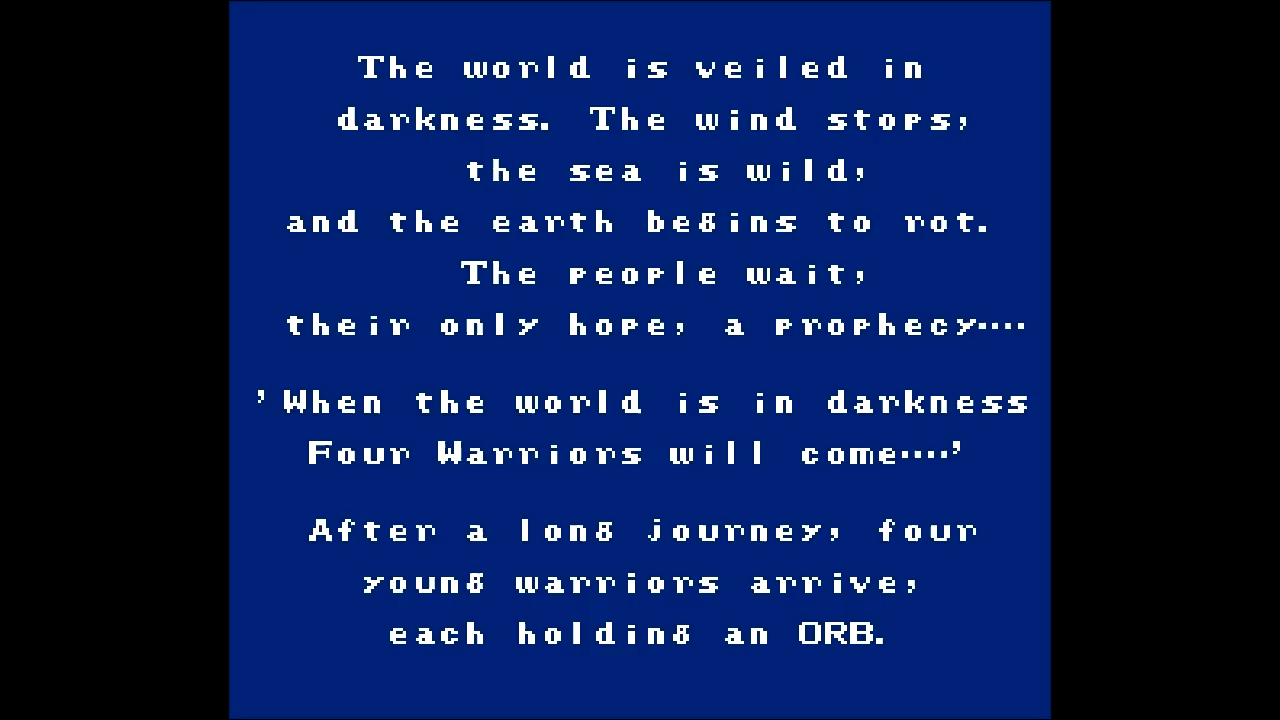 The world is veiled in
darkness. The wind stops,
the sea is wild,
and the earth begins to rot.
The people wait,
their only hope, a prophecy....
'When the world is in darkness
Four Warriors will come....'
After a long journey, four
young warriors arrive,
each holding an ORB.